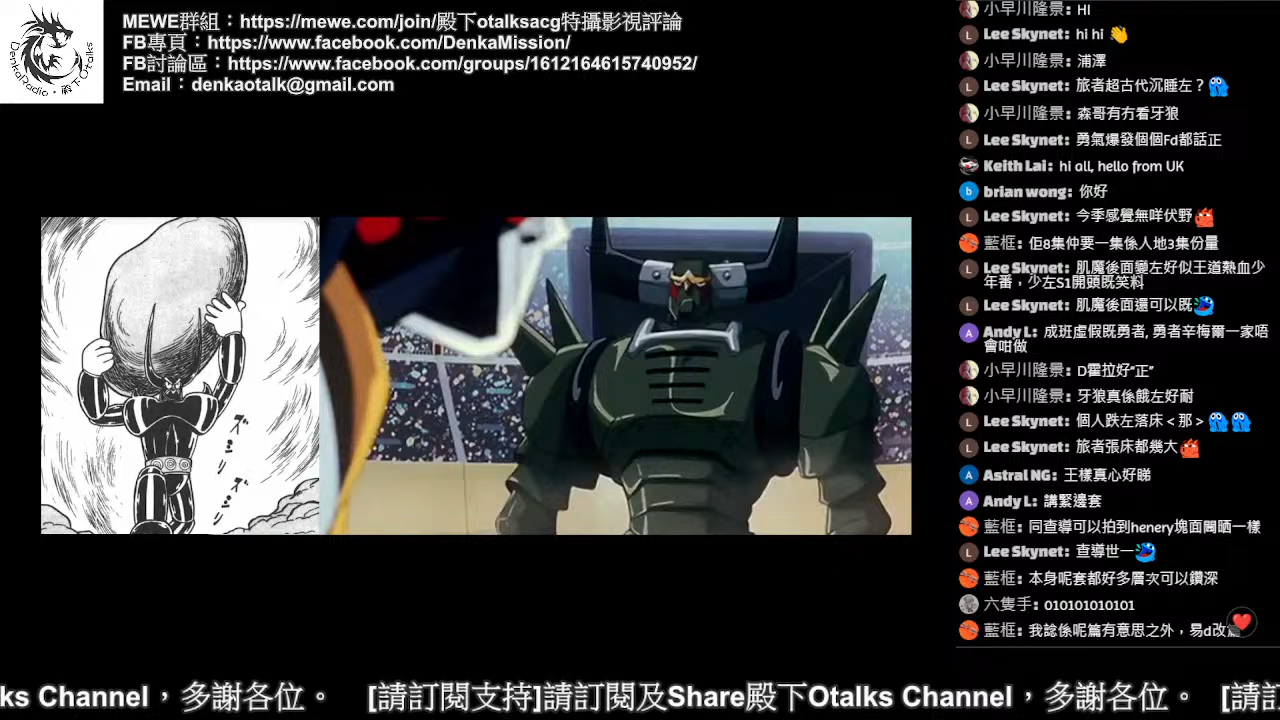 MEWE群組：https://mewe.com/join/殿下otalksacg特攝影視評論
FB專頁：https://www.facebook.com/DenkaMission/
FB討論區：https://www.facebook.com/groups/1612164615740952/
Email：denkaotalk@gmail.com
ズシリ
ズシリ
小早川隆景: HI
Lee Skynet: hi hi 👋
小早川隆景: 浦澤
Lee Skynet: 旅者超古代沉睡左？
小早川隆景: 森哥有冇看牙狼
Lee Skynet: 勇氣爆發個個Fd都話正
Keith Lai: hi all, hello from UK
brian wong: 你好
Lee Skynet: 今季感覺無咩伏野
藍框: 佢8集仲要一集係人地3集份量
Lee Skynet: 肌魔後面變左好似王道熱血少
年番，少左S1開頭既笑料
Lee Skynet: 肌魔後面還可以既
Andy L: 成班虛假既勇者, 勇者辛梅爾一家唔
會咁做
小早川隆景: D霍拉好“正”
小早川隆景: 牙狼真係餓左好耐
Lee Skynet: 個人跌左落床＜那＞
Lee Skynet: 旅者張床都幾大
Astral NG: 王樣真心好睇
Andy L: 講緊邊套
藍框: 同查導可以拍到henery塊面閪晒一樣
Lee Skynet: 查導世一
藍框: 本身呢套都好多層次可以鑽深
六隻手: 010101010101
藍框: 我諗係呢篇有意思之外，易d改篇
ks Channel，多謝各位。 [請訂閱支持]請訂閱及Share殿下Otalks Channel，多謝各位。 [請訂